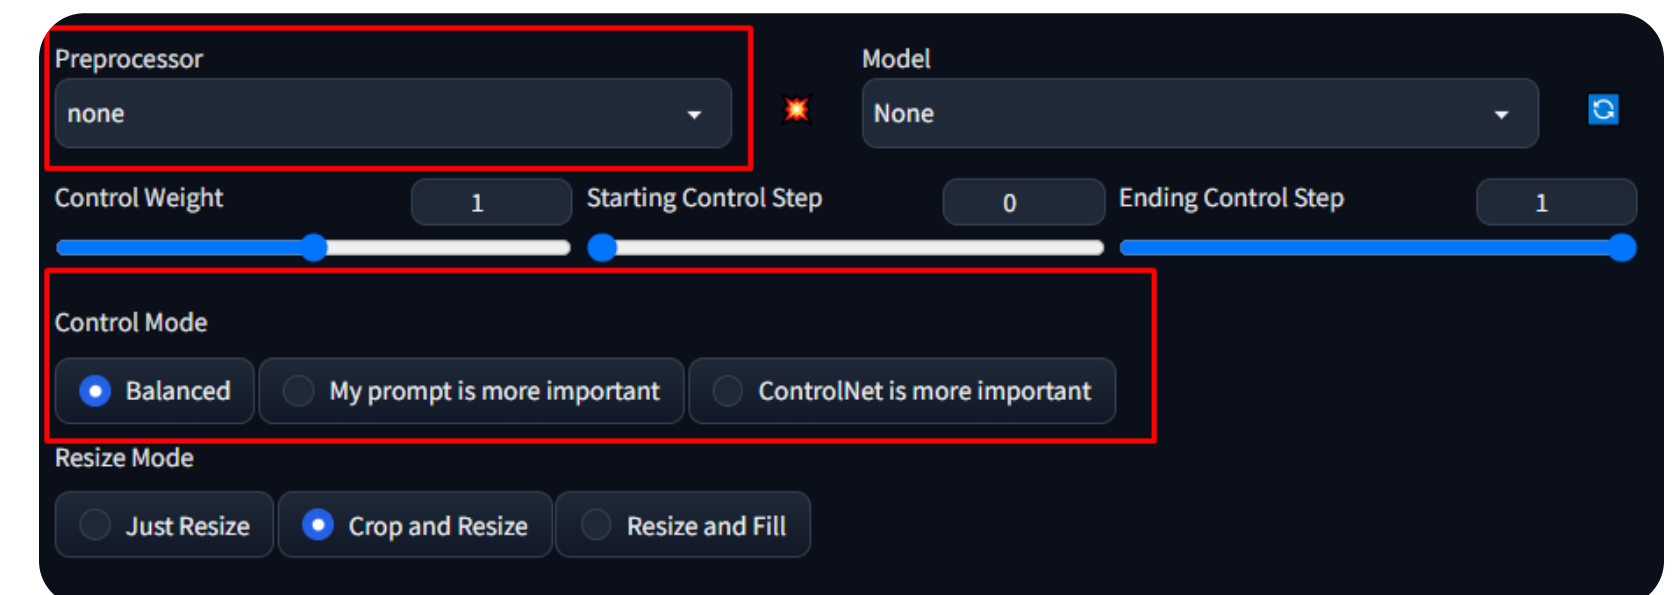 Preprocessor Model
none None
Control Weight 1 Starting Control Step 0 Ending Control Step 1
Control Mode
Balanced My prompt is more important ControlNet is more important
Resize Mode
Just Resize Crop and Resize Resize and Fill